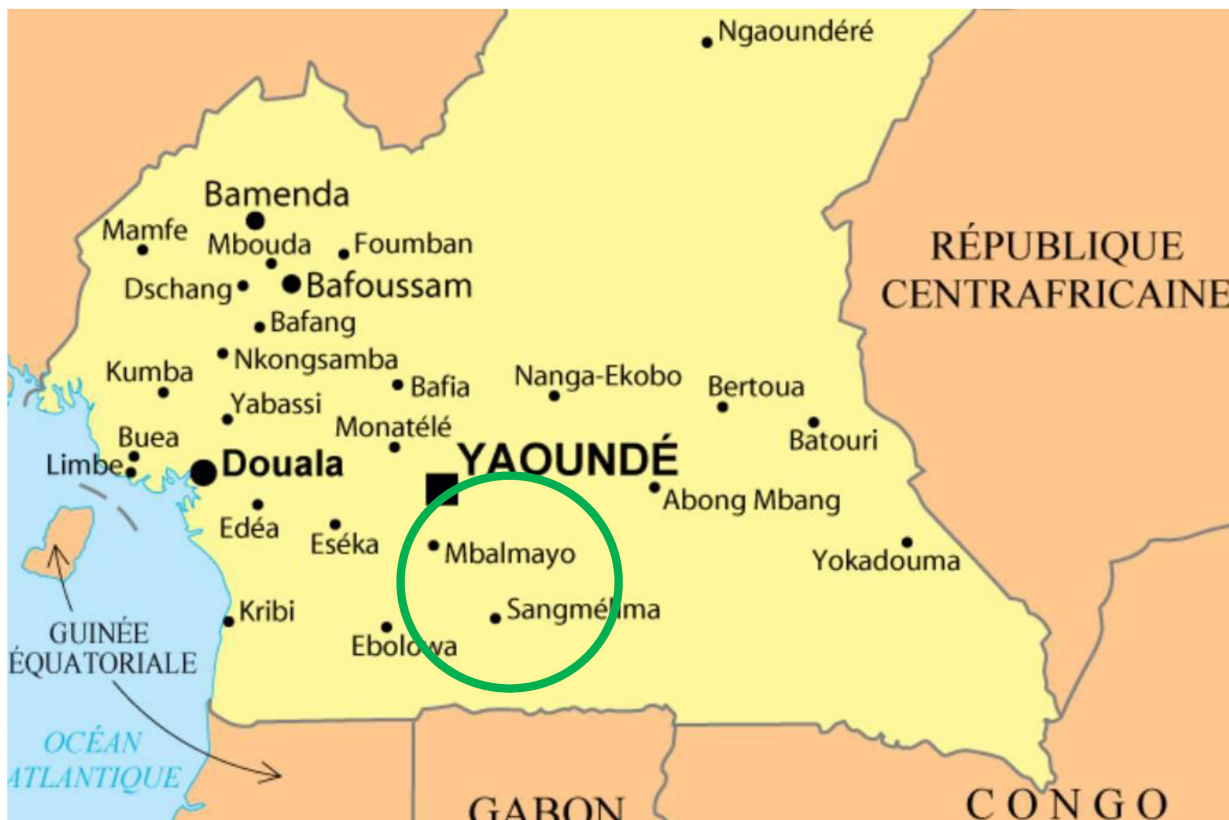 Ngaoundéré
Bamenda
Mamfe
Mbouda
Foumban
Dschang
Bafoussam
RÉPUBLIQUE
CENTRAFRICAINE
Bafang
Nkongsamba
Kumba
Bafia
Nanga-Ekobo
Bertoua
Yabassi
Monatélé
Batouri
Buea
Limbe
Douala
YAOUNDÉ
Abong Mbang
Edéa
Eséka
Mbalmayo
Yokadouma
Kribi
Sangmélima
Ebolowa
GUINÉE
ÉQUATORIALE
OCÉAN
ATLANTIQUE
GABON
CONGO